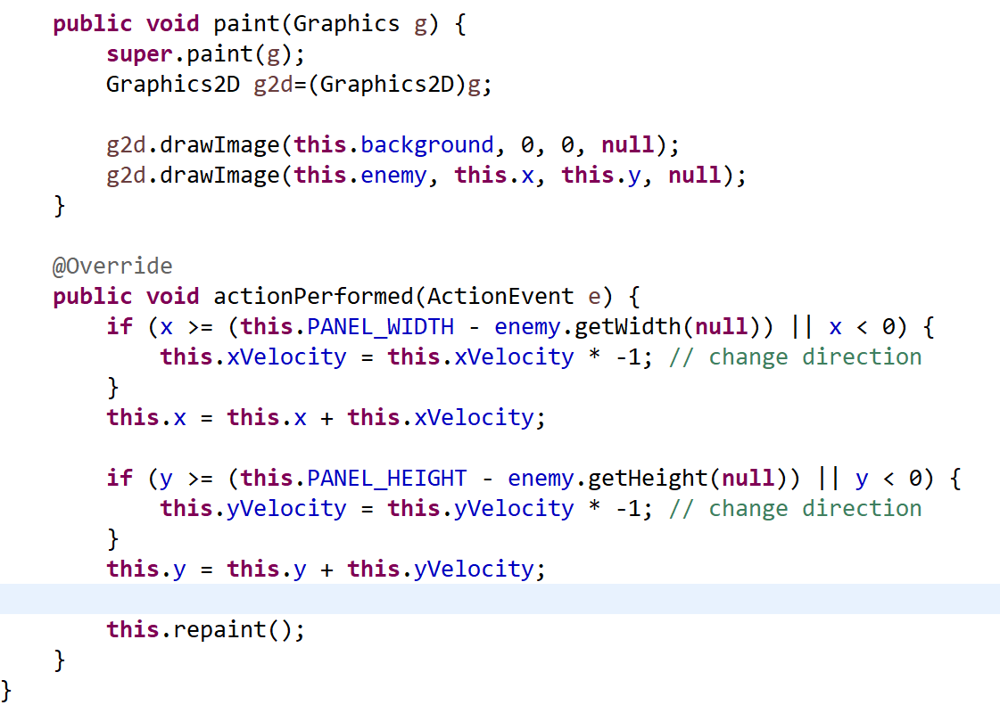 public void paint(Graphics g) {
super.paint(g);
Graphics2D g2d=(Graphics2D)g;
g2d.drawImage(this.background, 0, 0, null);
g2d.drawImage(this.enemy, this.x, this.y, null);
}
@Override
public void actionPerformed(ActionEvent e) {
if (x >= (this.PANEL_WIDTH - enemy.getWidth(null)) || x < 0) {
this.xVelocity = this.xVelocity * -1; // change direction
}
this.x = this.x + this.xVelocity;
if (y >= (this.PANEL_HEIGHT - enemy.getHeight(null)) || y < 0) {
this.yVelocity = this.yVelocity * -1; // change direction
}
this.y = this.y + this.yVelocity;
this.repaint();
}
}